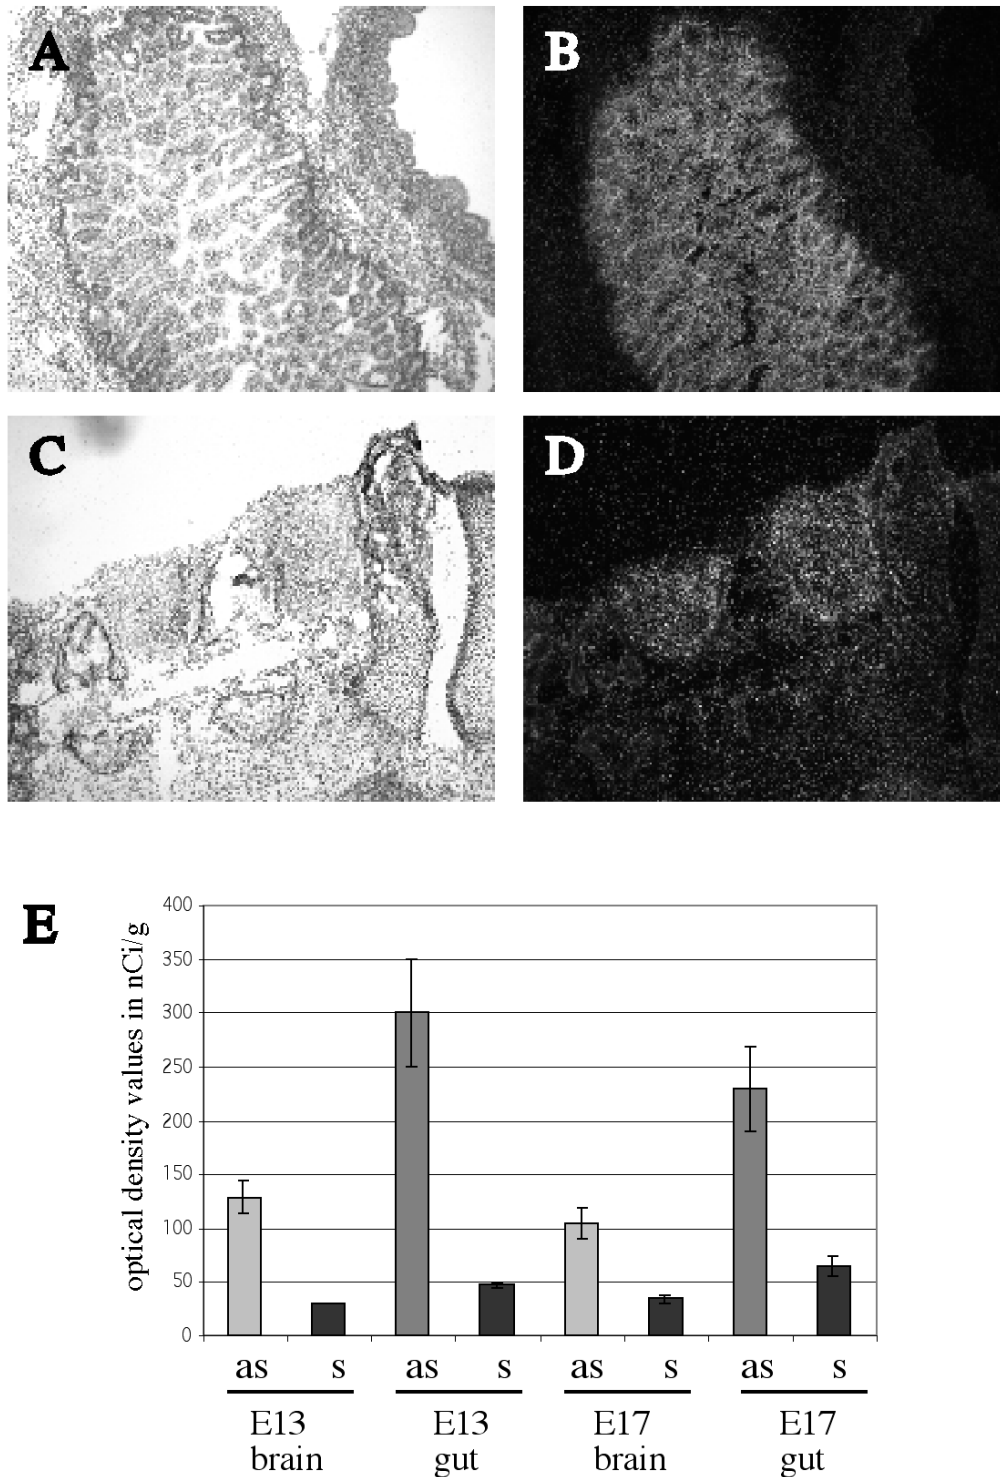 A
B
C
D
E
optical density values in nCi/g
400
350
300
250
200
150
100
50
0
as s as s as s as s
E13 E13 E17 E17
brain gut brain gut